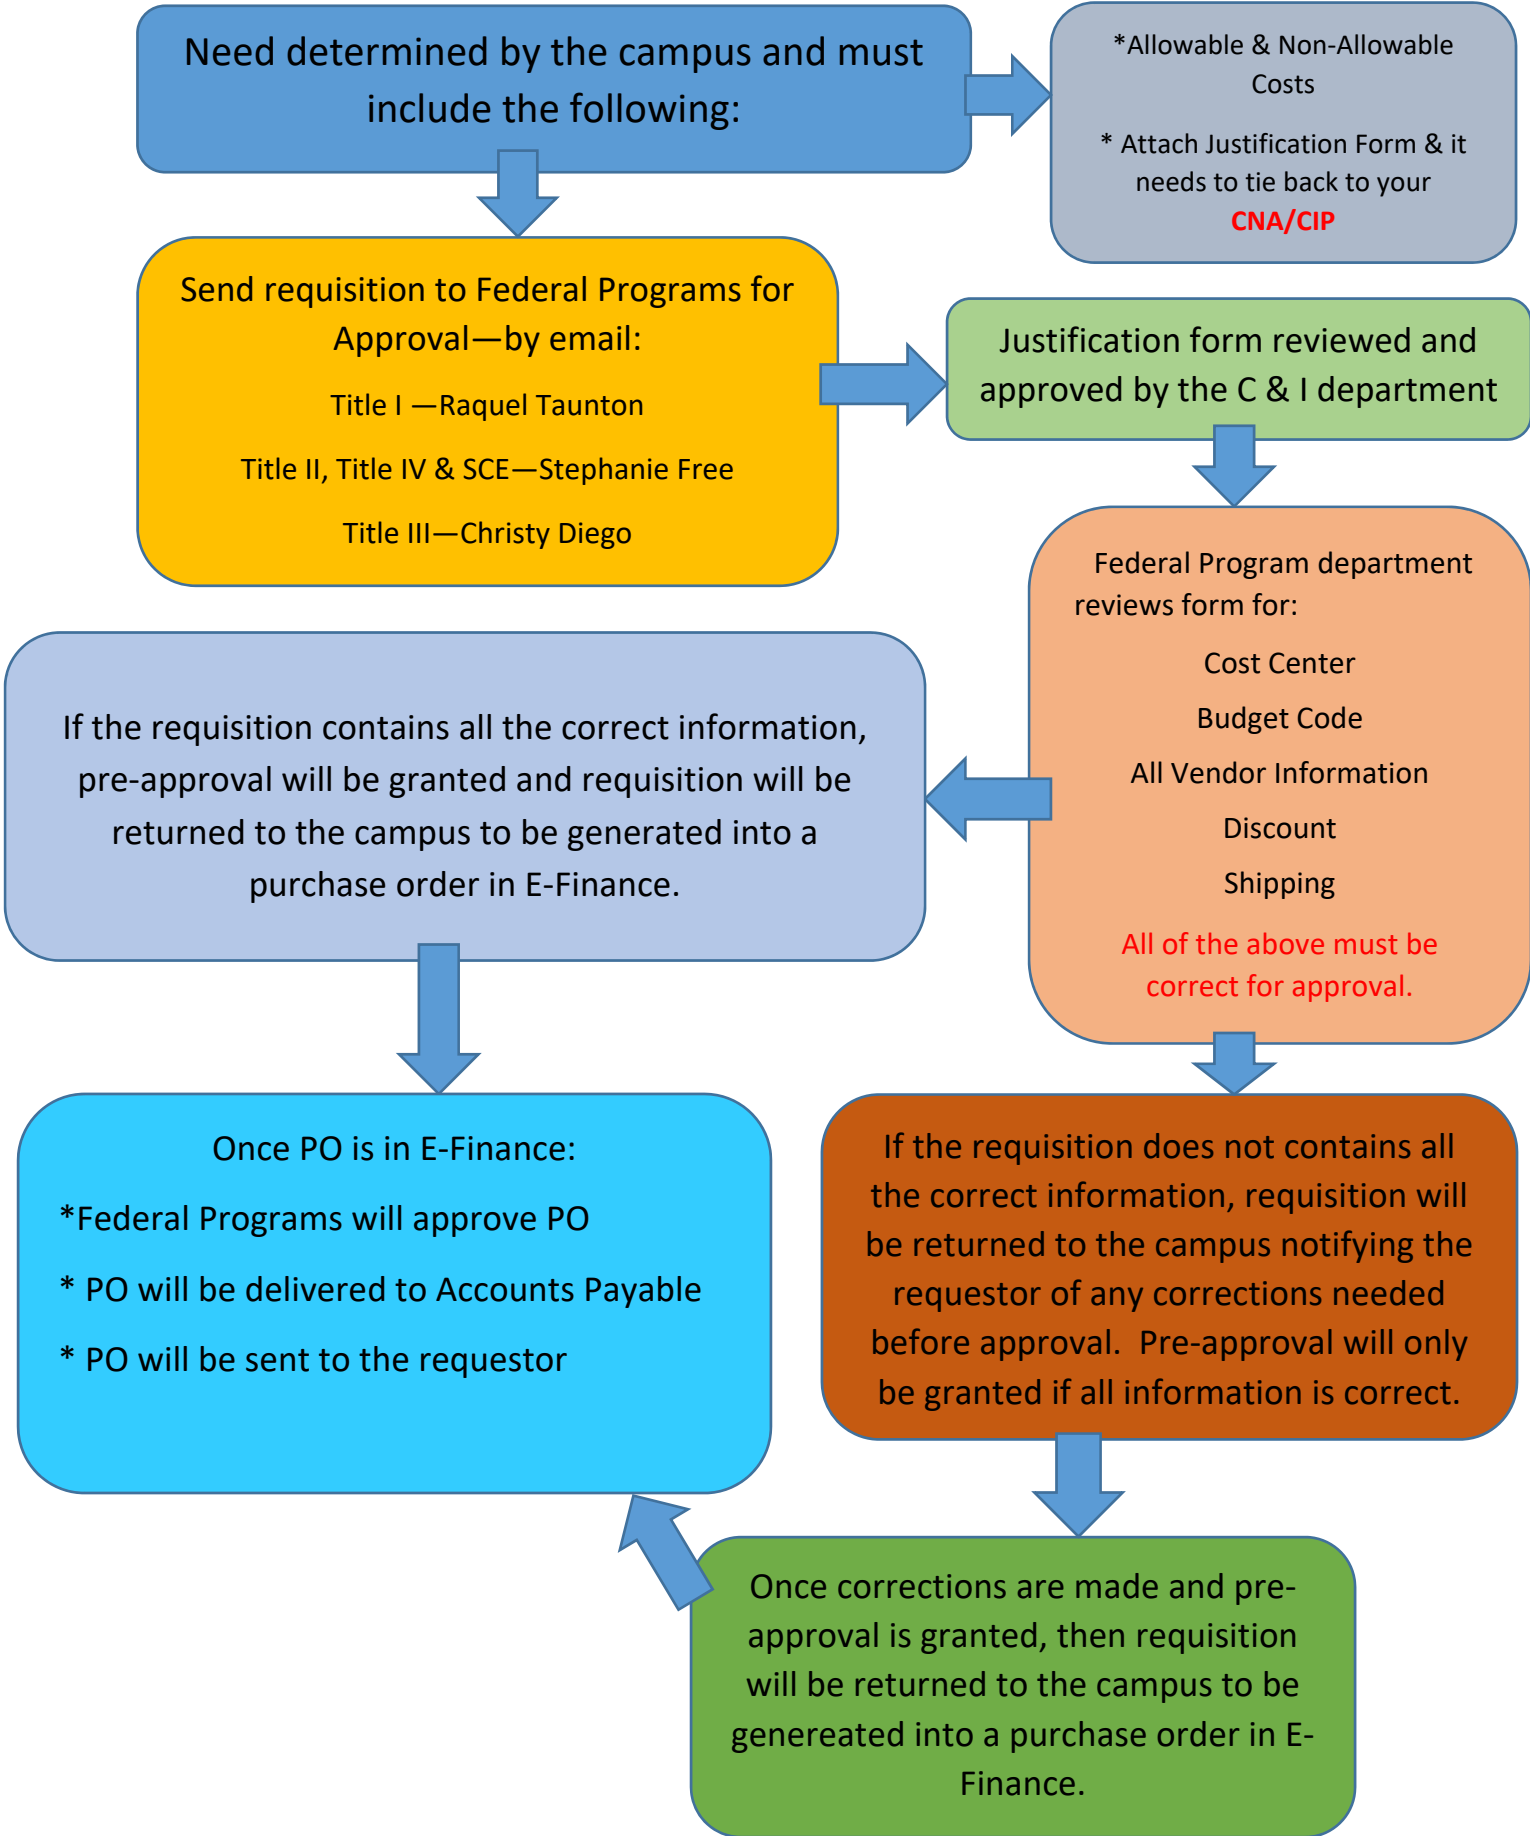 Need determined by the campus and must
include the following:
*Allowable & Non-Allowable
Costs
* Attach Justification Form & it
needs to tie back to your
CNA/CIP
Send requisition to Federal Programs for
Approval—by email:
Title I —Raquel Taunton
Title II, Title IV & SCE—Stephanie Free
Title III—Christy Diego
Justification form reviewed and
approved by the C & I department
Federal Program department
reviews form for:
Cost Center
Budget Code
All Vendor Information
Discount
Shipping
All of the above must be
correct for approval.
If the requisition contains all the correct information,
pre-approval will be granted and requisition will be
returned to the campus to be generated into a
purchase order in E-Finance.
Once PO is in E-Finance:
*Federal Programs will approve PO
* PO will be delivered to Accounts Payable
* PO will be sent to the requestor
If the requisition does not contains all
the correct information, requisition will
be returned to the campus notifying the
requestor of any corrections needed
before approval.  Pre-approval will only
be granted if all information is correct.
Once corrections are made and pre-
approval is granted, then requisition
will be returned to the campus to be
genereated into a purchase order in E-
Finance.